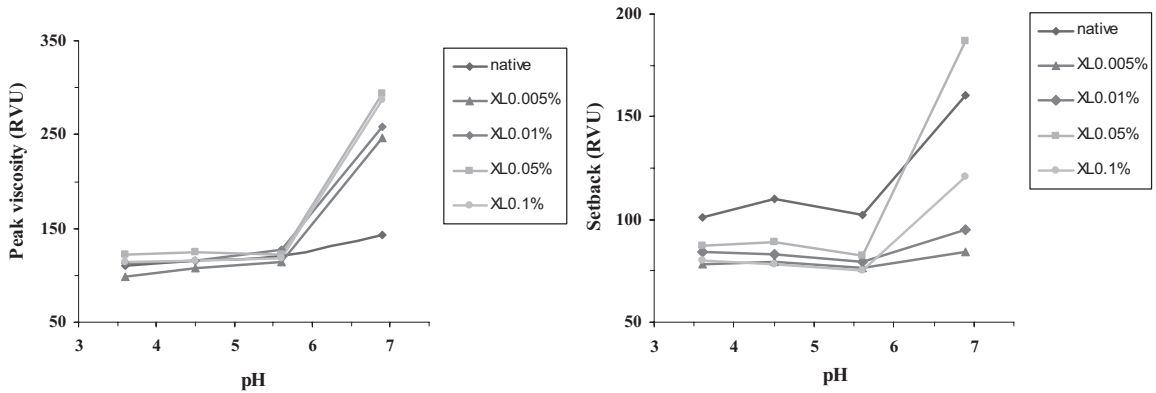 350
250
150
50
Peak viscosity (RVU)
3 4 5 6 7
pH
native
XL0.005%
XL0.01%
XL0.05%
XL0.1%
200
150
100
50
Setback (RVU)
3 4 5 6 7
pH
native
XL0.005%
XL0.01%
XL0.05%
XL0.1%